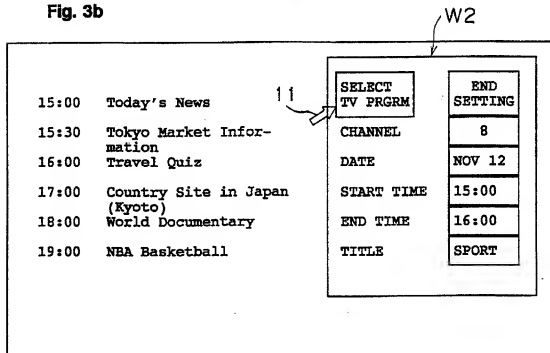 Fig. 3b
W2
11
15:00 Today's News
15:30 Tokyo Market Infor-
mation
16:00 Travel Quiz
17:00 Country Site in Japan
(Kyoto)
18:00 World Documentary
19:00 NBA Basketball
SELECT
TV PRGRM
END
SETTING
CHANNEL 8
DATE NOV 12
START TIME 15:00
END TIME 16:00
TITLE SPORT